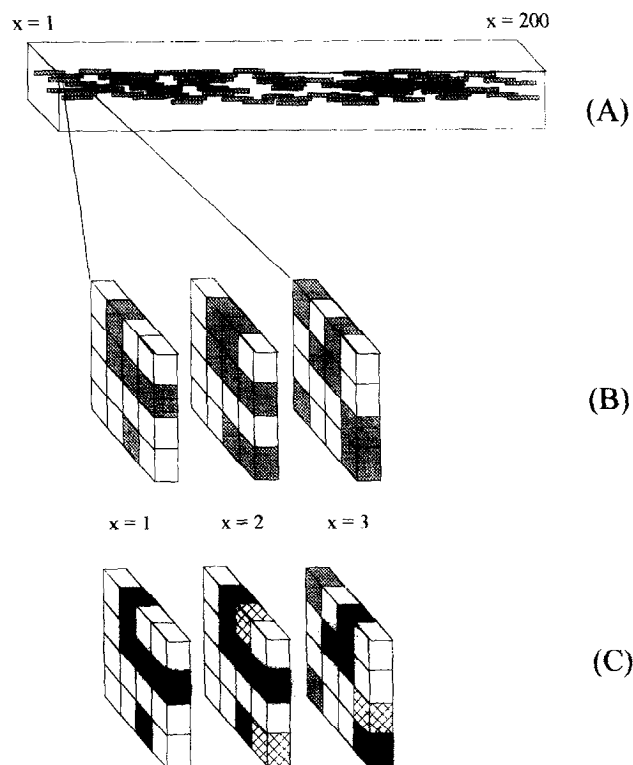 x = 1
x = 200
(A)
(B)
x = 1
x = 2
x = 3
(C)